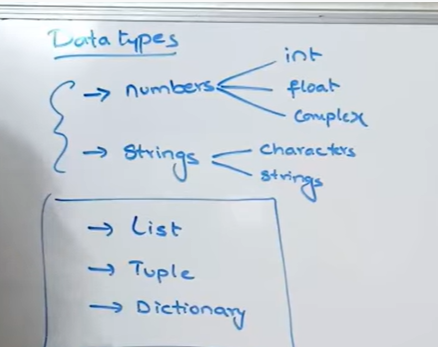 Data types
int
→ numbers float
complex
→ strings characters
strings
→ List
→ Tuple
→ Dictionary